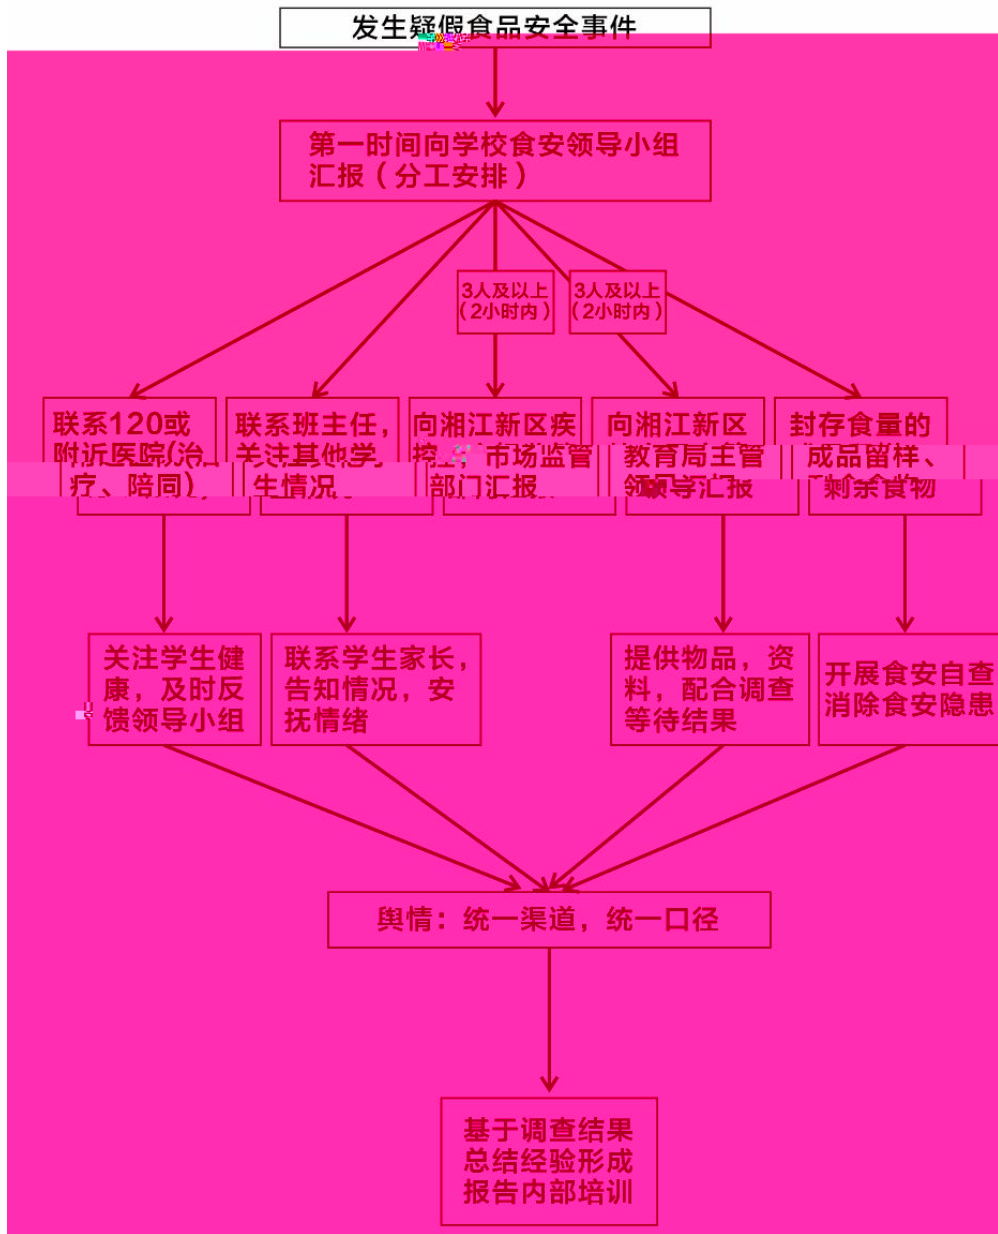 发生疑假食品安全事件
第一时间向学校食安领导小组
汇报（分工安排）
3人及以上
（2小时内）
3人及以上
（2小时内）
联系120或
附近医院(治
疗、陪同)
联系班主任，
关注其他学
生情况
向湘江新区疾
市场监管
部门汇报
向湘江新区
教育局主管
领导汇报
封存食量的
成品留样、
剩余食物
关注学生健
康，及时反
馈领导小组
联系学生家长，
告知情况，安
抚情绪
提供物品，资
料，配合调查
等待结果
开展食安自查
消除食安隐患
舆情：统一渠道，统一口径
基于调查结果
总结经验形成
报告内部培训